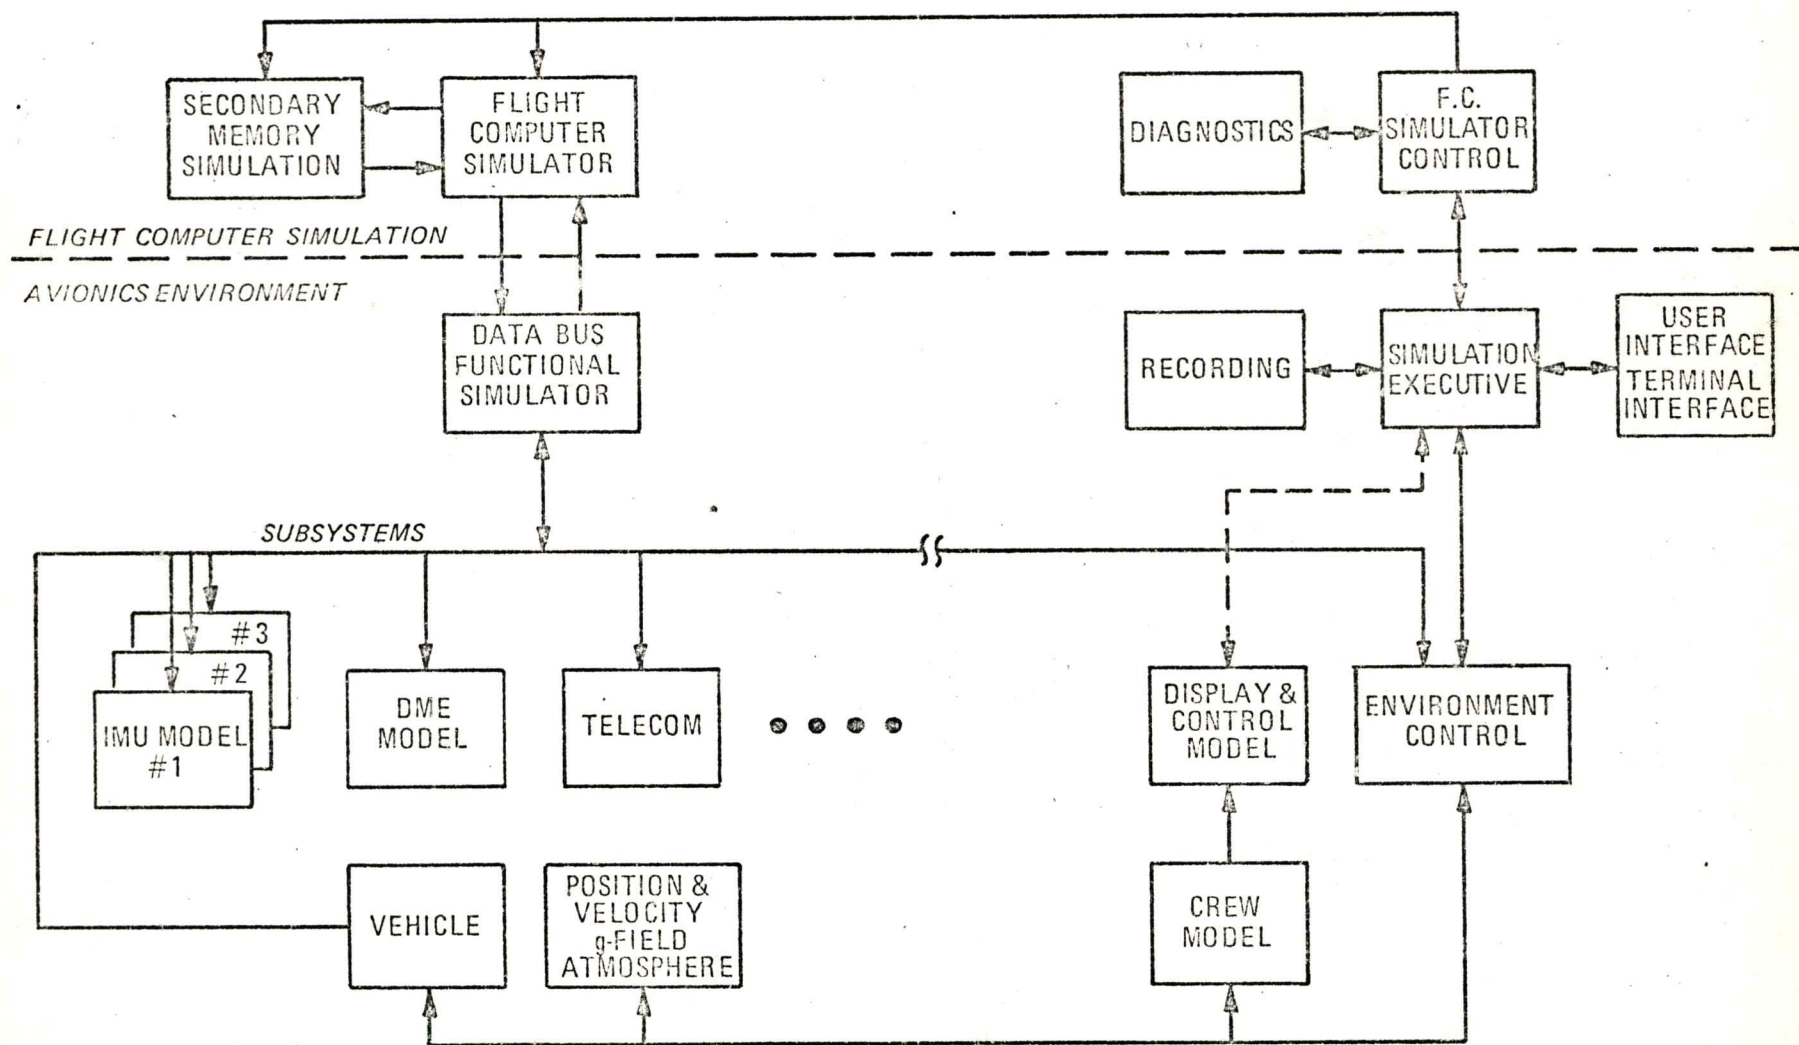 SECONDARY
MEMORY
SIMULATION
FLIGHT
COMPUTER
SIMULATOR
DIAGNOSTICS
F.C.
SIMULATOR
CONTROL
FLIGHT COMPUTER SIMULATION
AVIONICS ENVIRONMENT
DATA BUS
FUNCTIONAL
SIMULATOR
RECORDING
SIMULATION
EXECUTIVE
USER
INTERFACE
TERMINAL
INTERFACE
SUBSYSTEMS
#3
#2
IMU MODEL
#1
DME
MODEL
TELECOM
DISPLAY &
CONTROL
MODEL
ENVIRONMENT
CONTROL
VEHICLE
POSITION &
VELOCITY
g-FIELD
ATMOSPHERE
CREW
MODEL